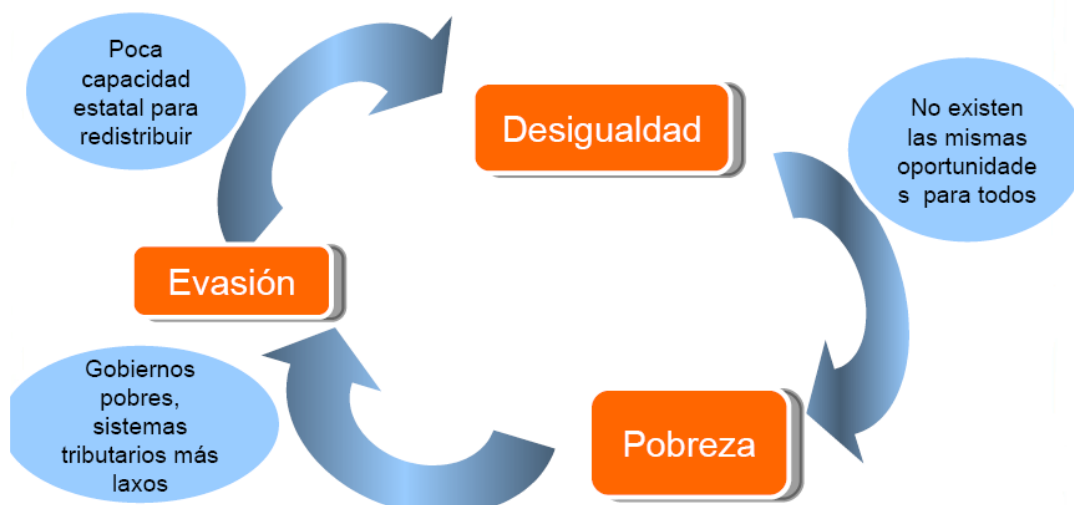 Poca
capacidad
estatal para
redistribuir
Desigualdad
No existen
las mismas
oportunidade
s para todos
Evasión
Gobiernos
pobres,
sistemas
tributarios más
laxos
Pobreza